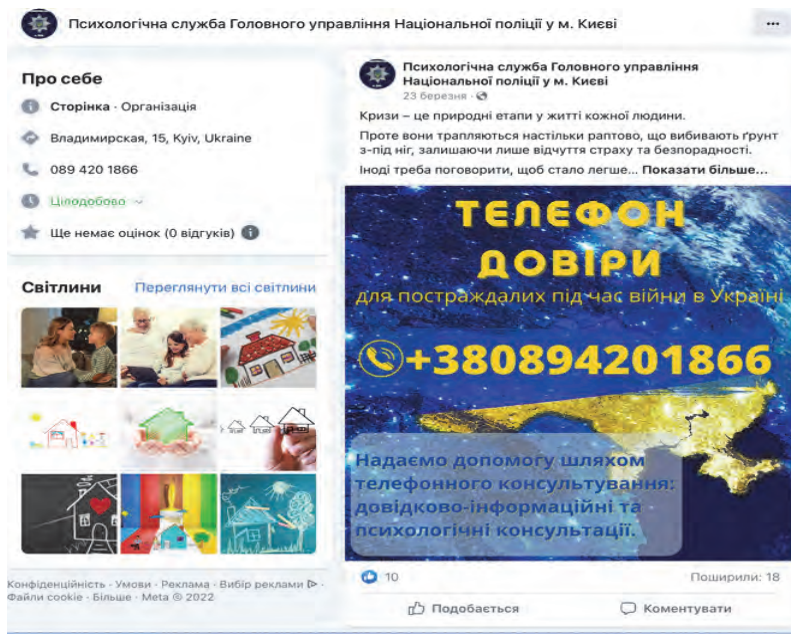 Психологічна служба Головного управління Національної поліції у м. Києві
Про себе
Сторінка · Організація
Владимирская, 15, Kyiv, Ukraine
089 420 1866
Цілодобово
Ще немає оцінок (0 відгуків)
Світлини
Переглянути всі світлини
Конфіденційність · Умови · Реклама · Вибір реклами ·
Файли cookie · Більше · Meta © 2022
Психологічна служба Головного управління
Національної поліції у м. Києві
23 березня ·
Кризи – це природні етапи у житті кожної людини.
Проте вони трапляються настільки раптово, що вибивають ґрунт
з-під ніг, залишаючи лише відчуття страху та безпорадності.
Іноді треба поговорити, щоб стало легше... Показати більше...
ТЕЛЕФОН
ДОВІРИ
для постраждалих під час війни в Україні
+380894201866
Надаємо допомогу шляхом
телефонного консультування:
довідково-інформаційні та
психологічні консультації.
10
Поширили: 18
Подобається
Коментувати